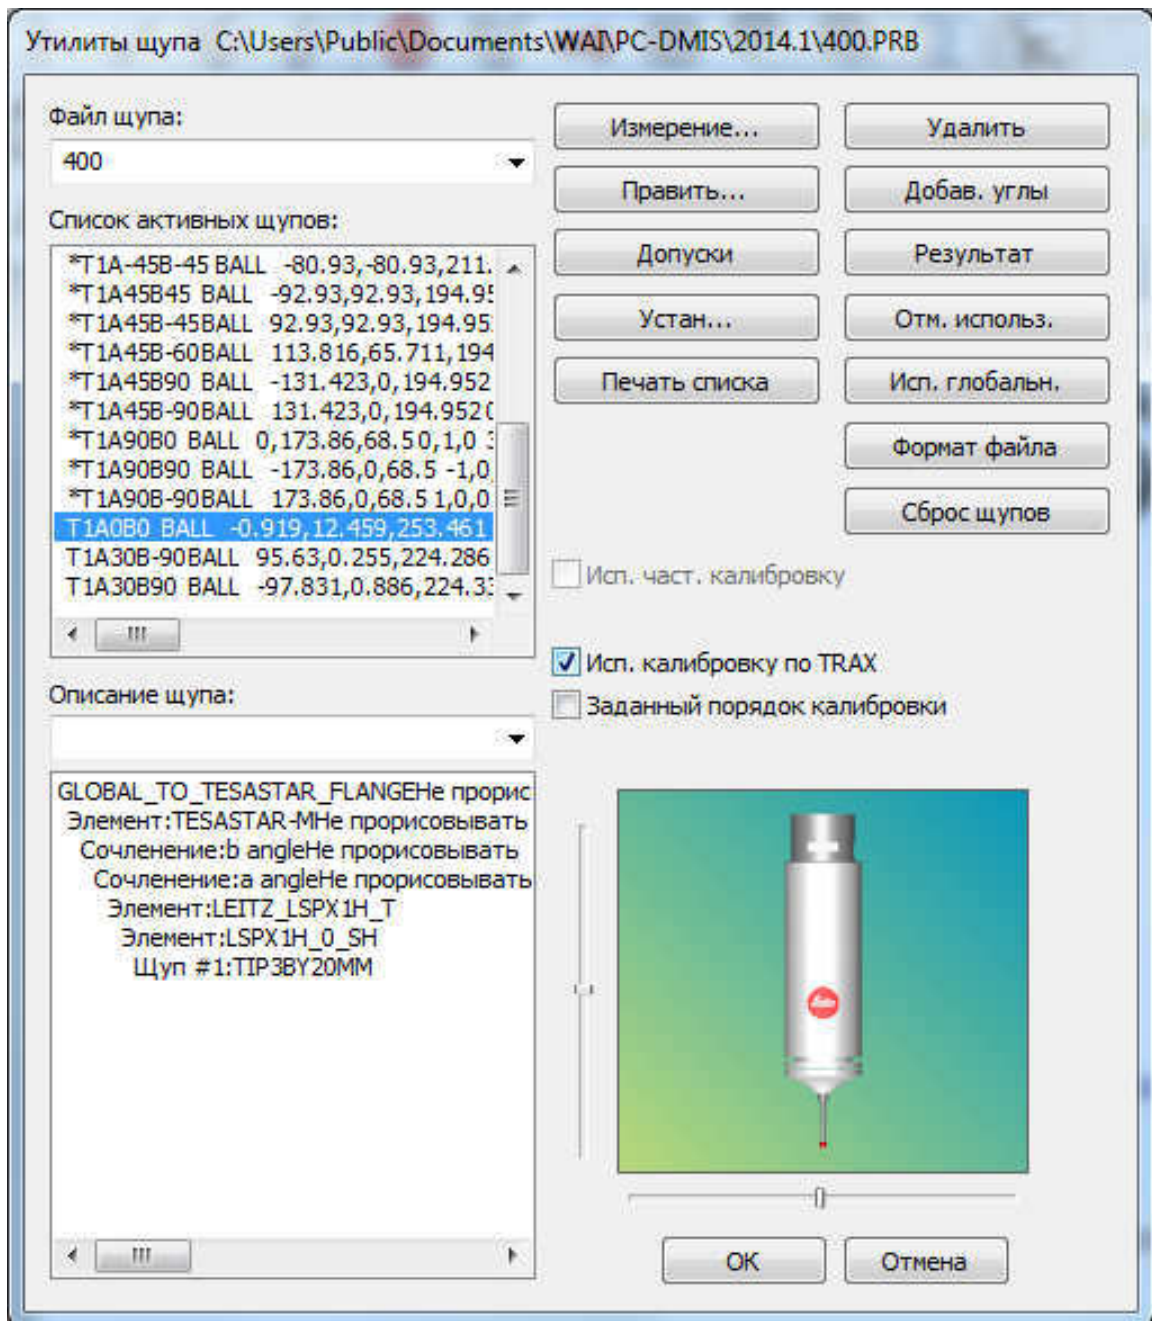 Утилиты щупа C:\Users\Public\Documents\WAI\PC-DMIS\2014.1\400.PRB
Файл щупа:
400
Список активных щупов:
*T1A-45B-45 BALL -80.93,-80.93,211.
*T1A45B45 BALL -92.93,92.93,194.95
*T1A45B-45BALL 92.93,92.93,194.95
*T1A45B-60BALL 113.816,65.711,194
*T1A45B90 BALL -131.423,0,194.952
*T1A45B-90BALL 131.423,0,194.952
*T1A90B0 BALL 0,173.86,68.5 0,1,0
*T1A90B90 BALL -173.86,0,68.5 -1,0,
*T1A90B-90BALL 173.86,0,68.5 1,0,0
T1A0B0 BALL -0.919,12.459,253.461
T1A30B-90BALL 95.63,0.255,224.286
T1A30B90 BALL -97.831,0.886,224.33
Описание щупа:
GLOBAL_TO_TESASTAR_FLANGEНе прорис
Элемент:TESASTAR-MНе прорисовывать
Сочленение:b angleНе прорисовывать
Сочленение:a angleНе прорисовывать
Элемент:LEITZ_LSPX1H_T
Элемент:LSPX1H_0_SH
Щуп #1:TIP3BY20MM
Измерение...
Удалить
Править...
Добав. углы
Допуски
Результат
Устан...
Отм. использ.
Печать списка
Исп. глобальн.
Формат файла
Сброс щупов
Исп. част. калибровку
Исп. калибровку по TRAX
Заданный порядок калибровки
ОК
Отмена